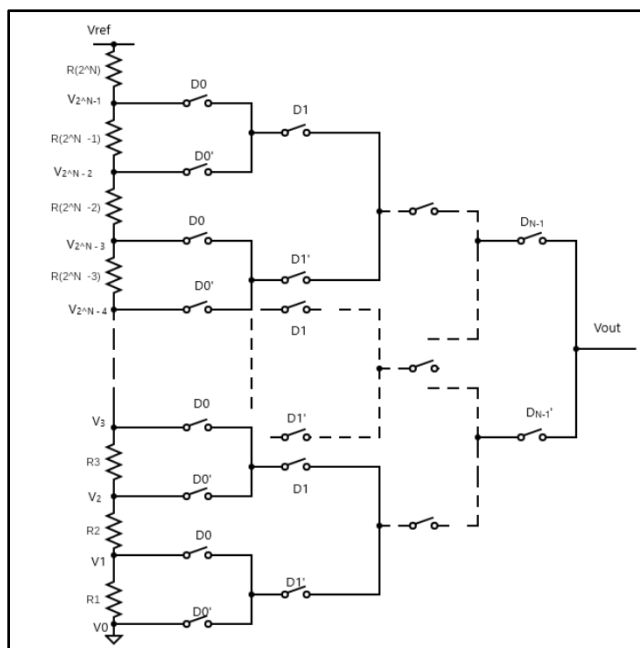 Vref
R(2^N)
D0
V2^N-1
D1
R(2^N -1)
D0'
V2^N-2
R(2^N -2)
D0
DN-1
V2^N-3
D1'
R(2^N -3)
D0'
V2^N-4
D1
Vout
D0
V3
D1'
DN-1'
R3
D0'
D1
V2
R2
D0
V1
D1'
R1
D0'
V0